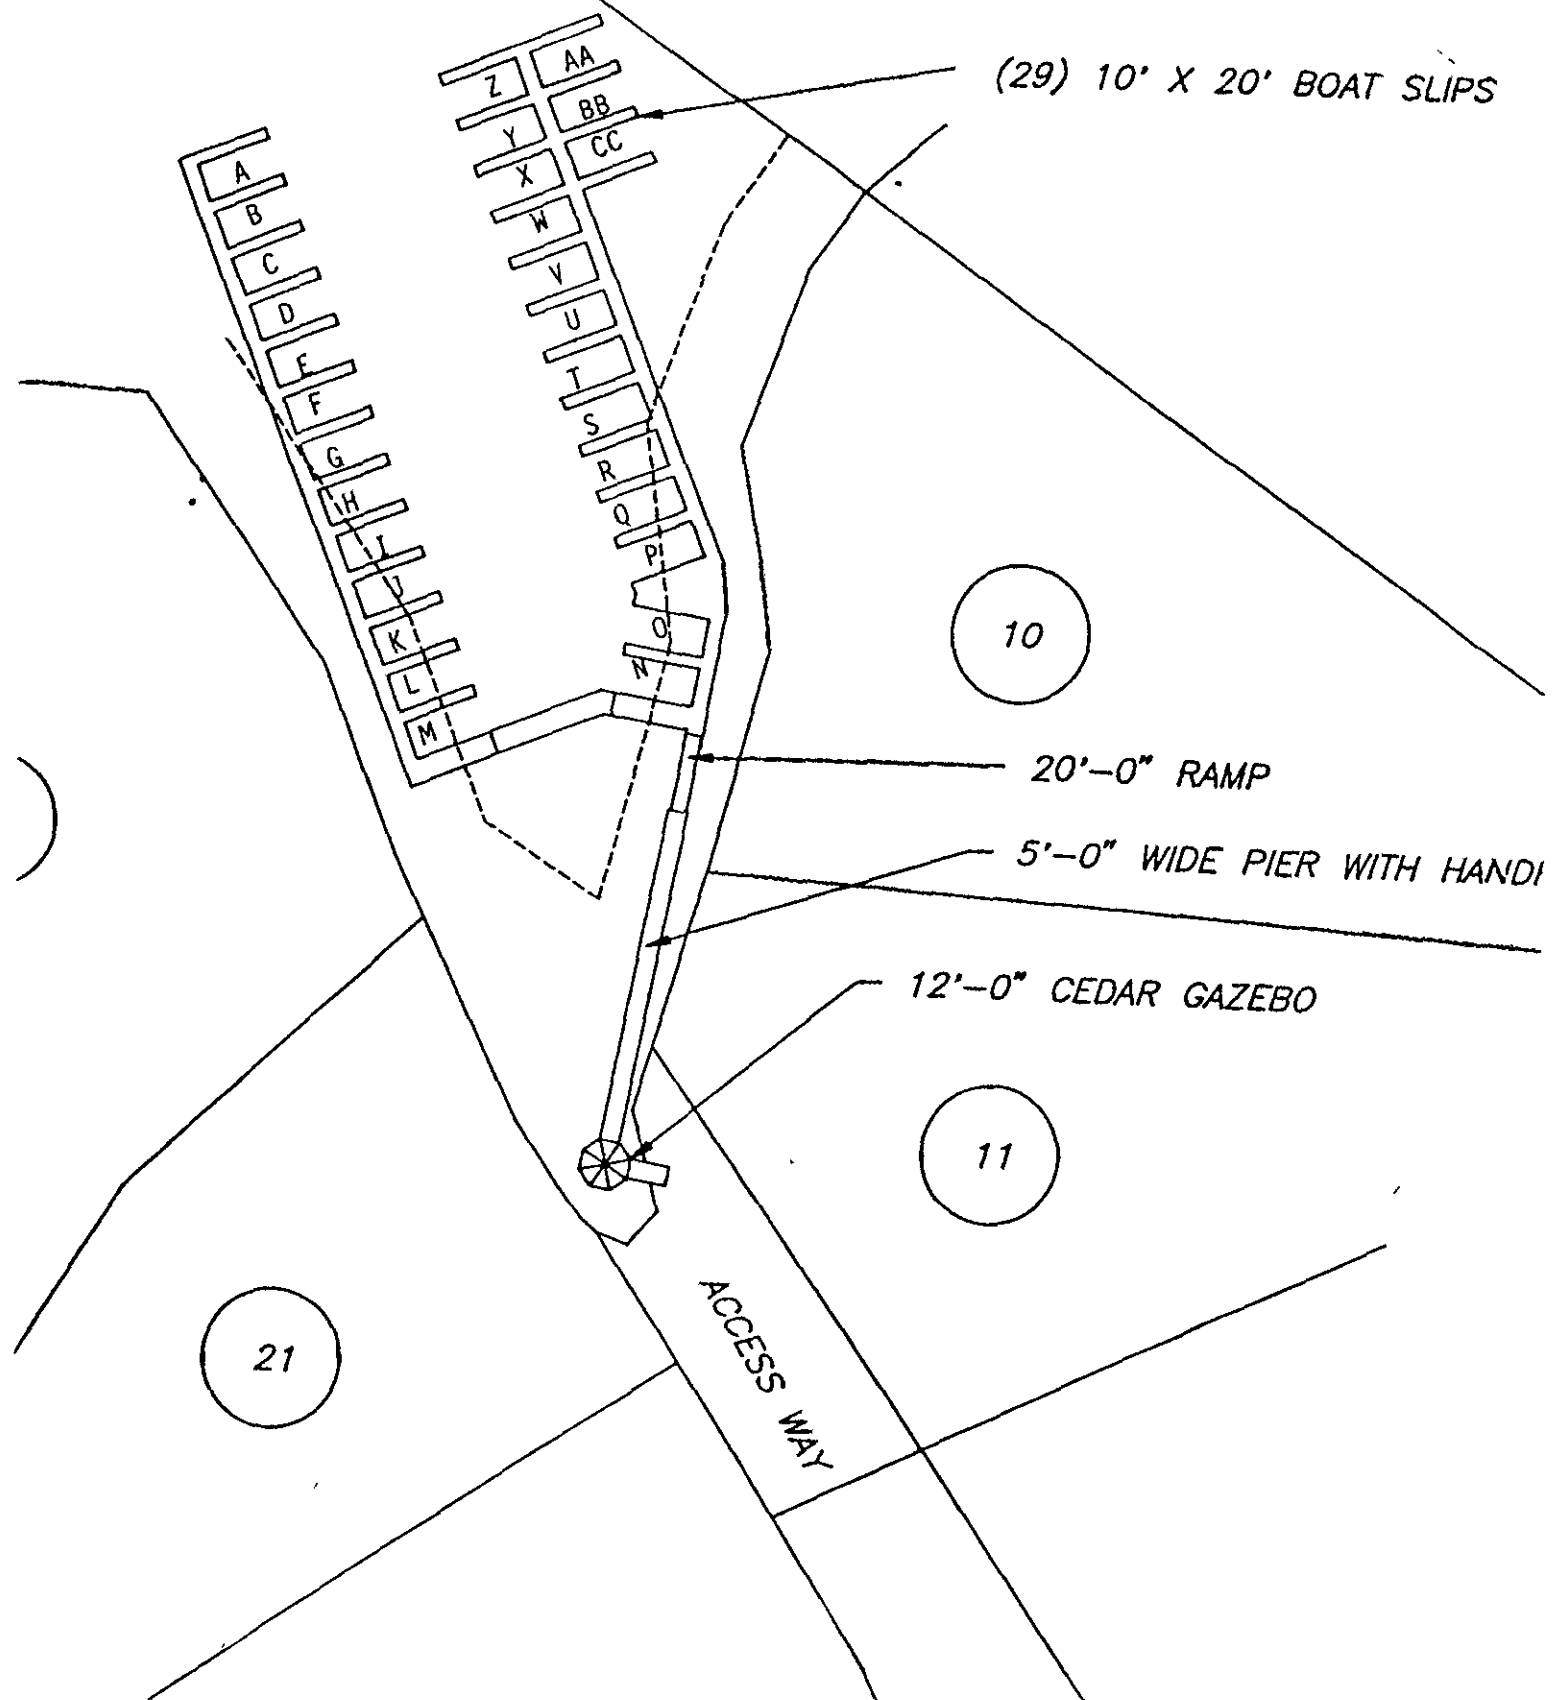 (29) 10' X 20' BOAT SLIPS
A
B
C
D
E
F
G
H
I
J
K
L
M
N
O
P
Q
R
S
T
U
V
W
X
Y
Z
AA
BB
CC
10
20'-0" RAMP
5'-0" WIDE PIER WITH
12'-0" CEDAR GAZEBO
11
21
ACCESS WAY